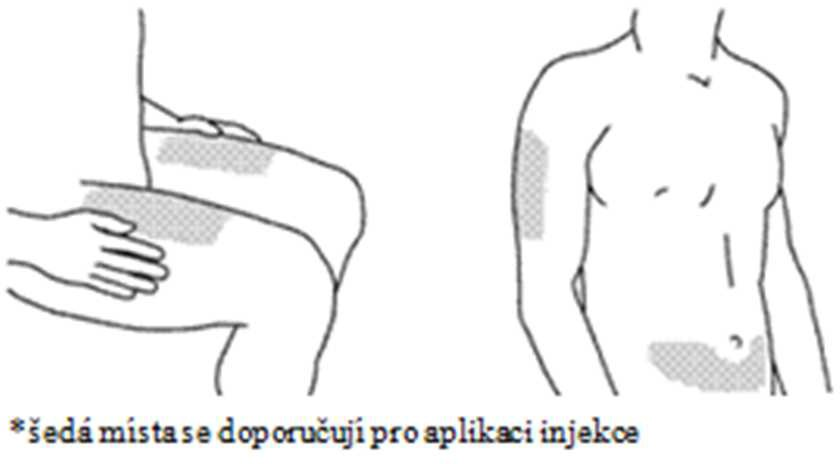 *šedá místa se doporučují pro aplikaci injekce